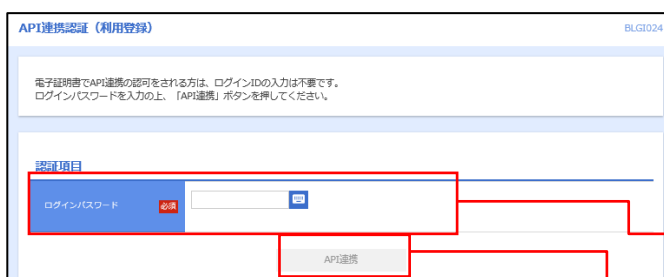 API連携認証（利用登録）
BLGI024
電子証明書でAPI連携の認可をされる方は、ログインIDの入力は不要です。
ログインパスワードを入力の上、「API連携」ボタンを押してください。
認証項目
ログインパスワード
必須
API連携